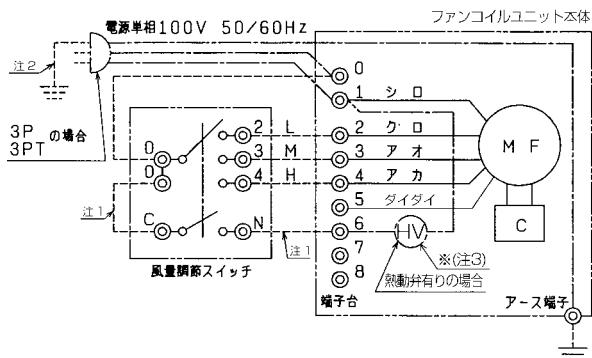 ファンコイルユニット本体
電源単相100V 50/60Hz
注2
3P の場合
3PT
0
1 シロ
2 クロ
3 アオ
4 アカ
5 ダイダイ
6
7
8
MF
C
HV
※(注3)
熱動弁有りの場合
端子台
アース端子
0
0
C
2 L
3 M
4 H
N
注1
注1
風量調節スイッチ